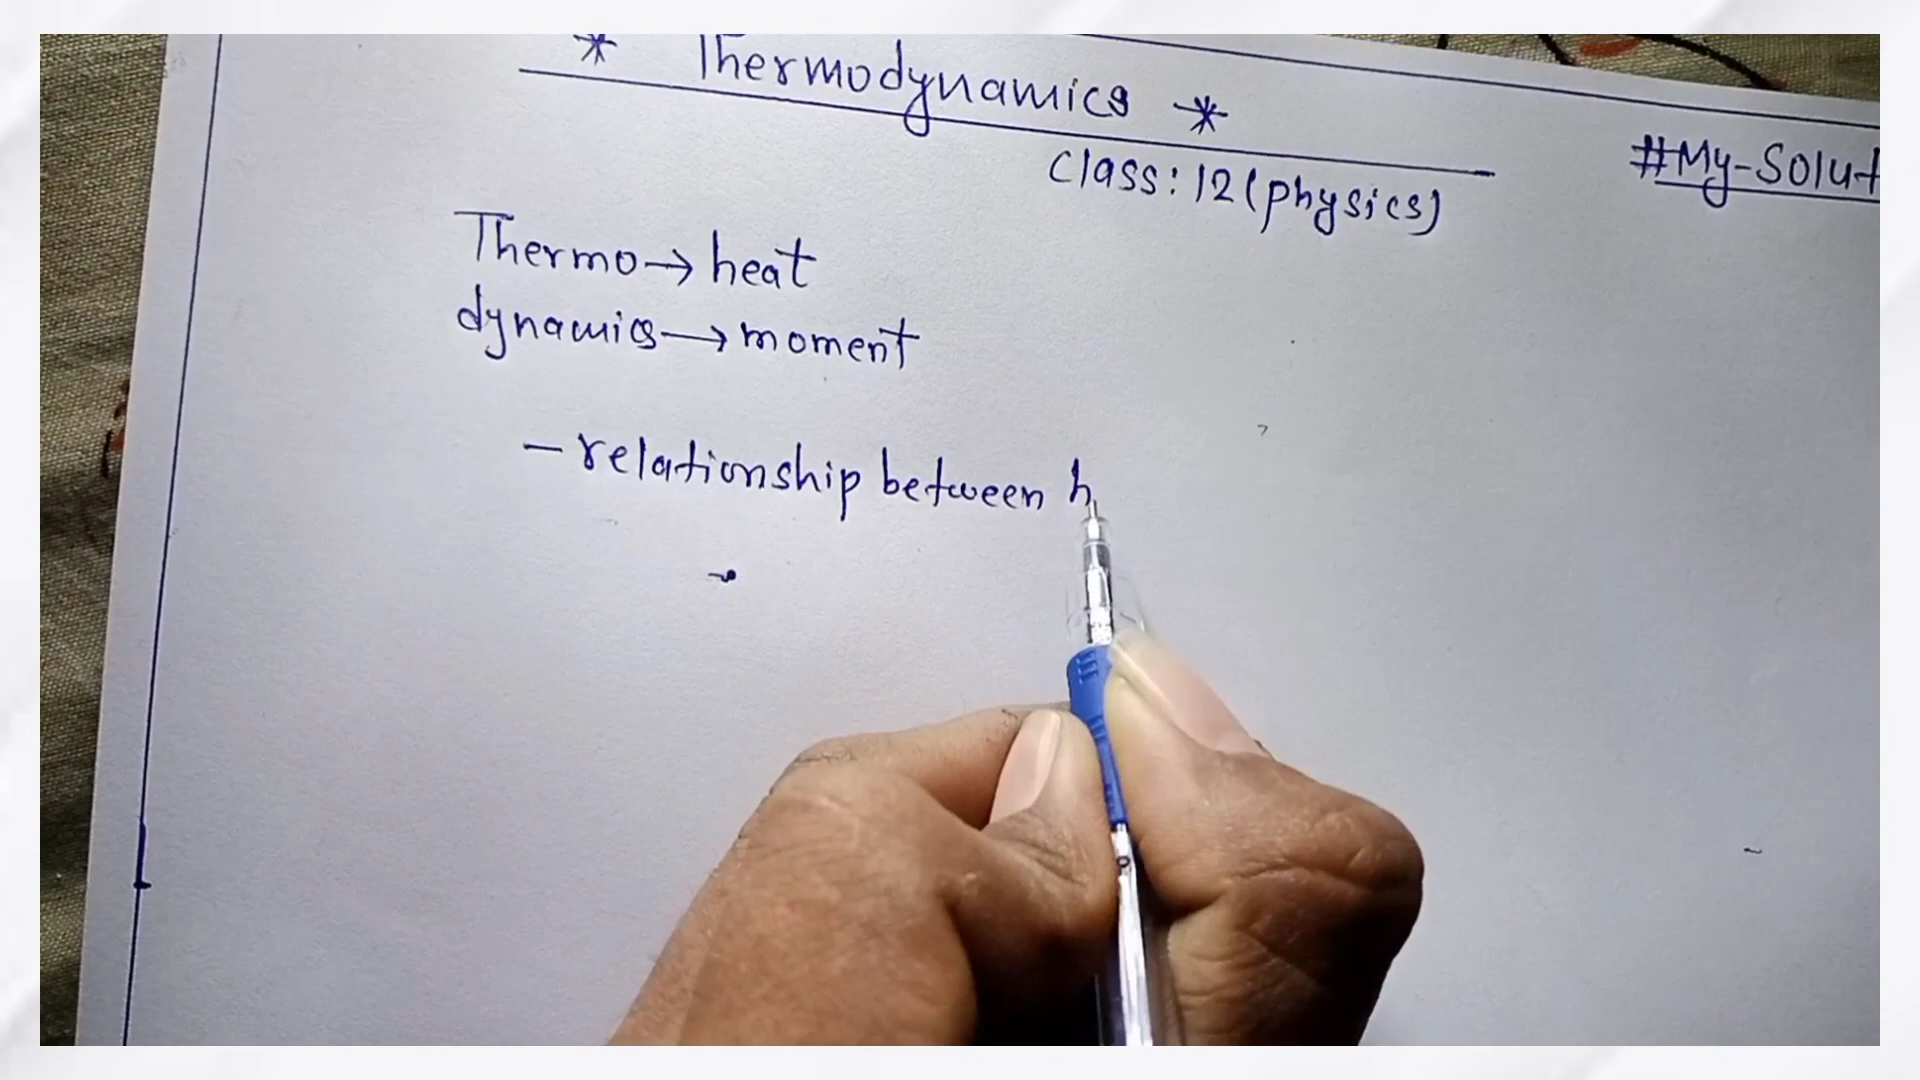 * Thermodynamics *
Class: 12 (physics)
#My-Solut
Thermo → heat
dynamics → moment
- relationship between h